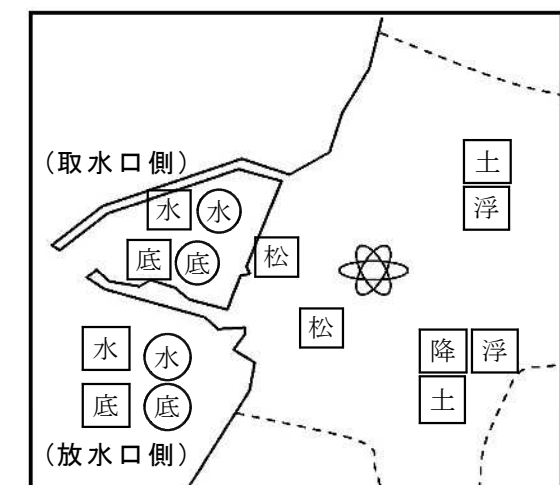 (取水口側)
土
水 水
浮
底 底 松
松
水 水 降 浮
底 底 土
(放水口側)